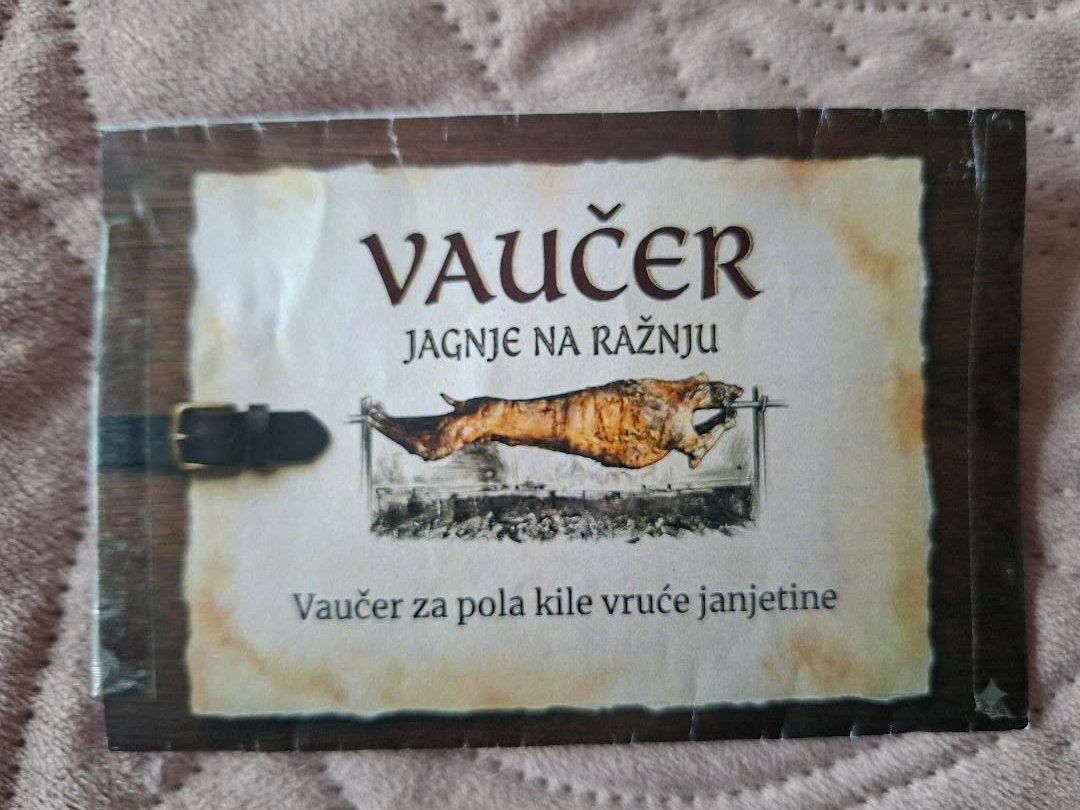 VAUČER
JAGNJE NA RAŽNJU
Vaučer za pola kile vruće janjetine